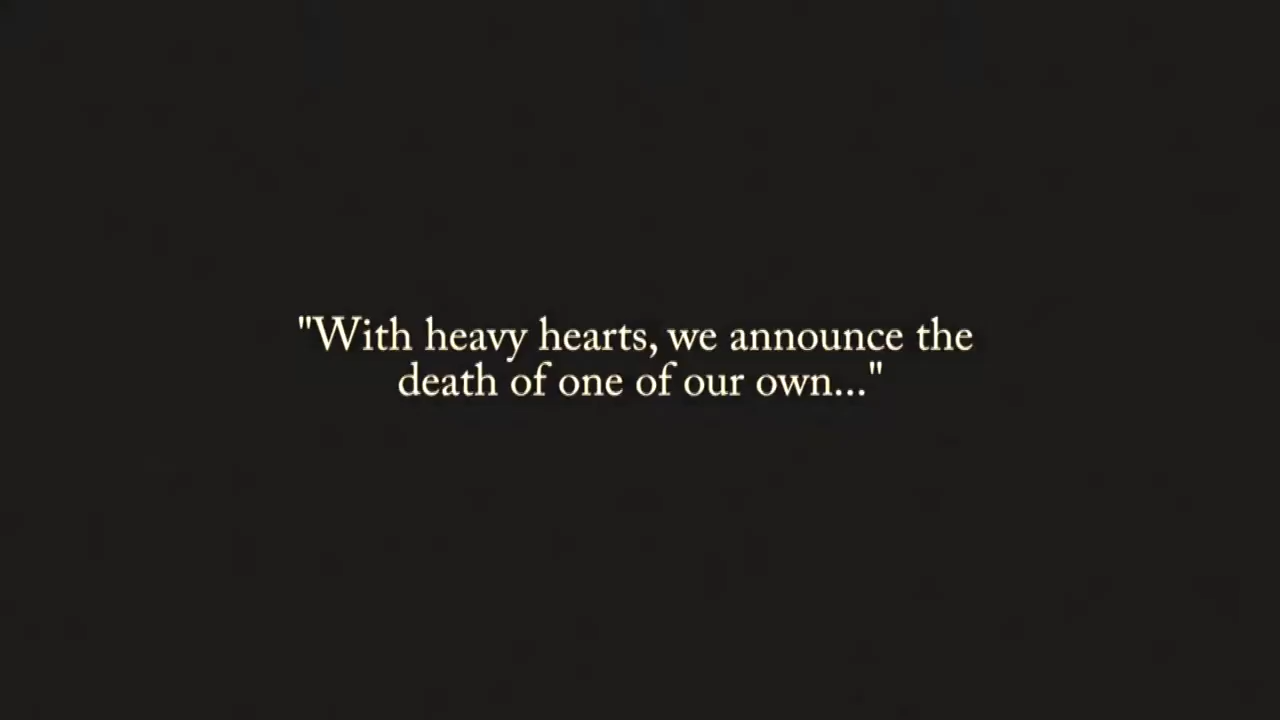 "With heavy hearts, we announce the
death of one of our own..."